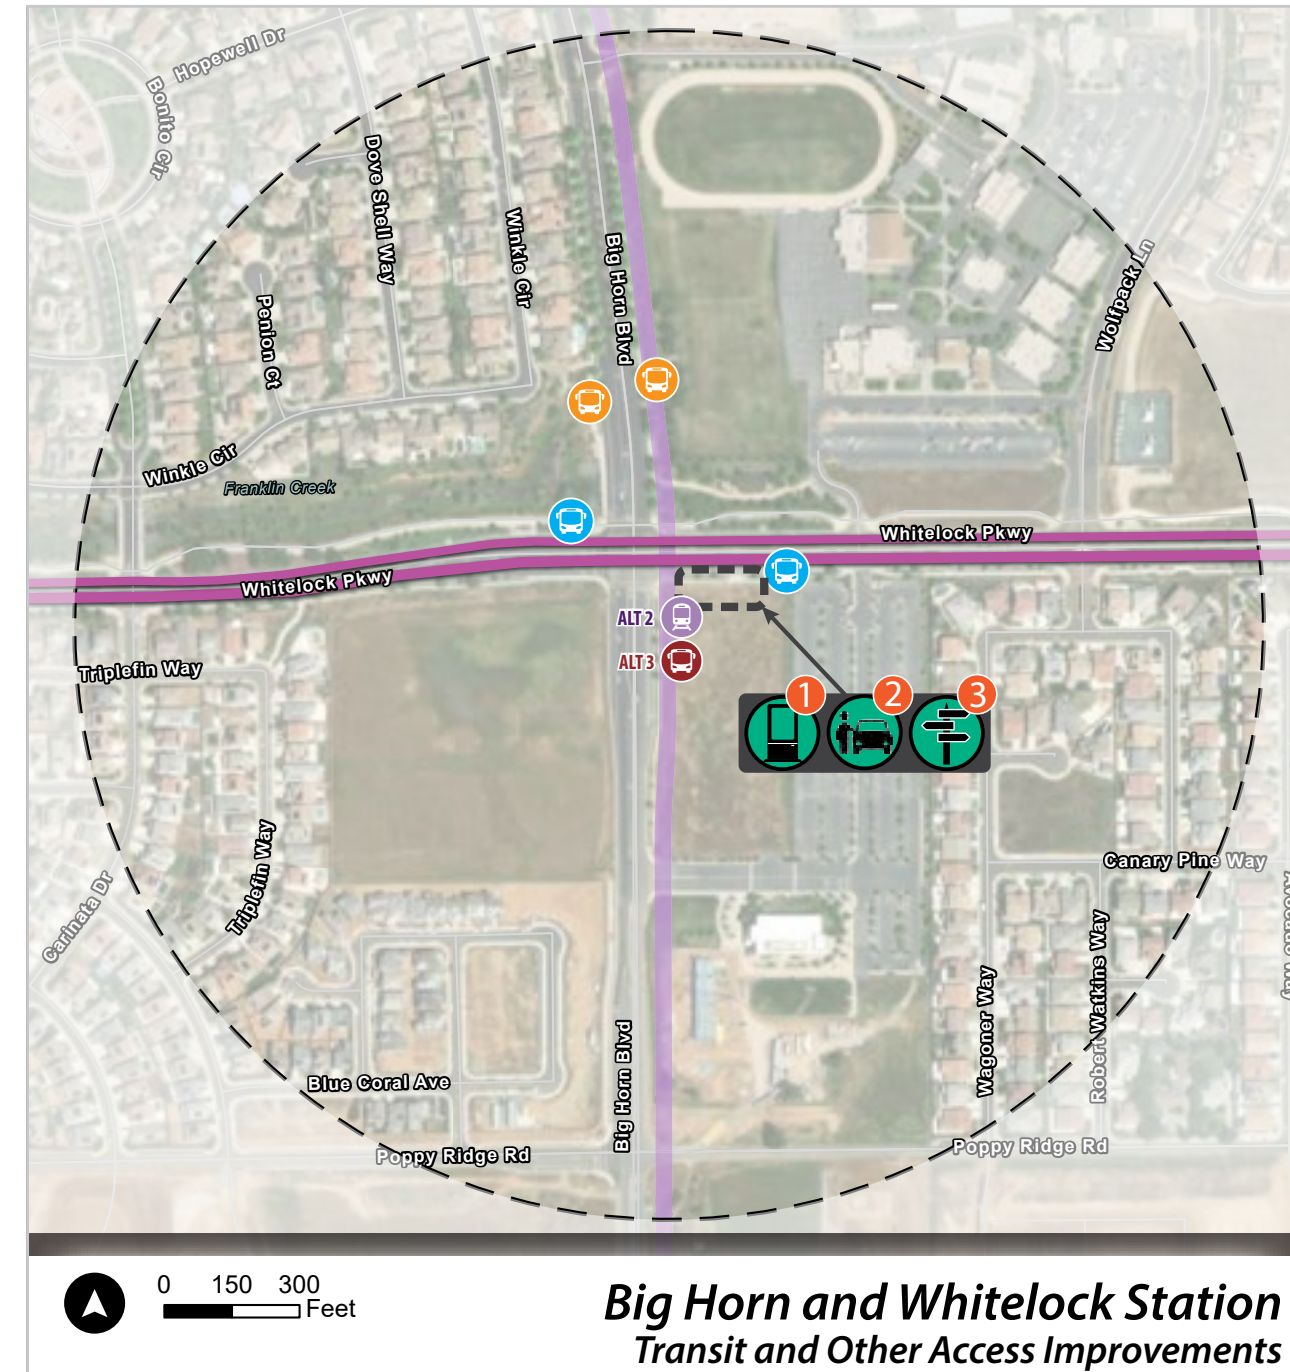 Hopewell Dr
Bonito Cir
Dove Shell Way
Winkle Cir
Big Horn Blvd
Wolfpack Ln
Penion Ct
Winkle Cir
Franklin Creek
Whitelock Pkwy
Whitelock Pkwy
ALT 2
ALT 3
Triplefin Way
1
2
3
Triplefin Way
Canary Pine Way
Carinata Dr
Avocado Way
Robert Watkins Way
Wagoner Way
Big Horn Blvd
Blue Coral Ave
Poppy Ridge Rd
Poppy Ridge Rd
0 150 300
Feet
Big Horn and Whitelock Station
Transit and Other Access Improvements